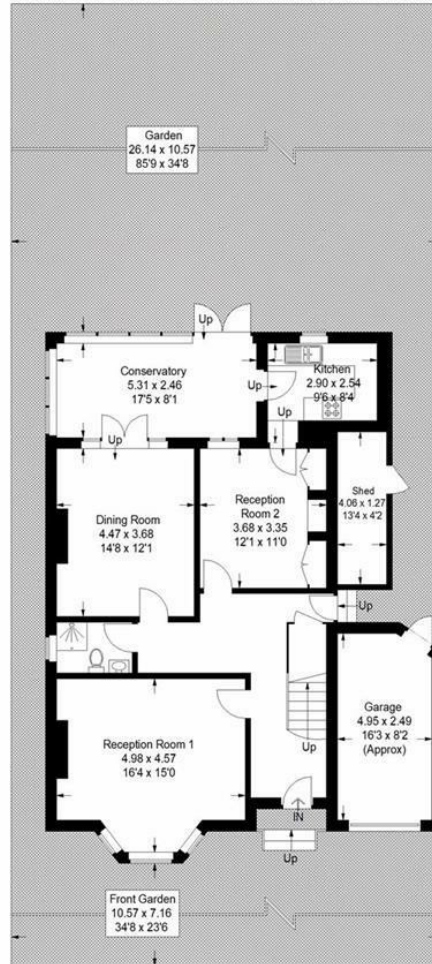 Garden
26.14 x 10.57
85'9 x 34'8
Up
Conservatory
5.31 x 2.46
17'5 x 8'1
Up
Kitchen
2.90 x 2.54
9'6 x 8'4
Up
Up
Dining Room
4.47 x 3.68
14'8 x 12'1
Reception
Room 2
3.68 x 3.35
12'1 x 11'0
Shed
4.06 x 1.27
13'4 x 4'2
Up
Reception Room 1
4.98 x 4.57
16'4 x 15'0
Up
Garage
4.95 x 2.49
16'3 x 8'2
(Approx)
IN
Up
Front Garden
10.57 x 7.16
34'8 x 23'6